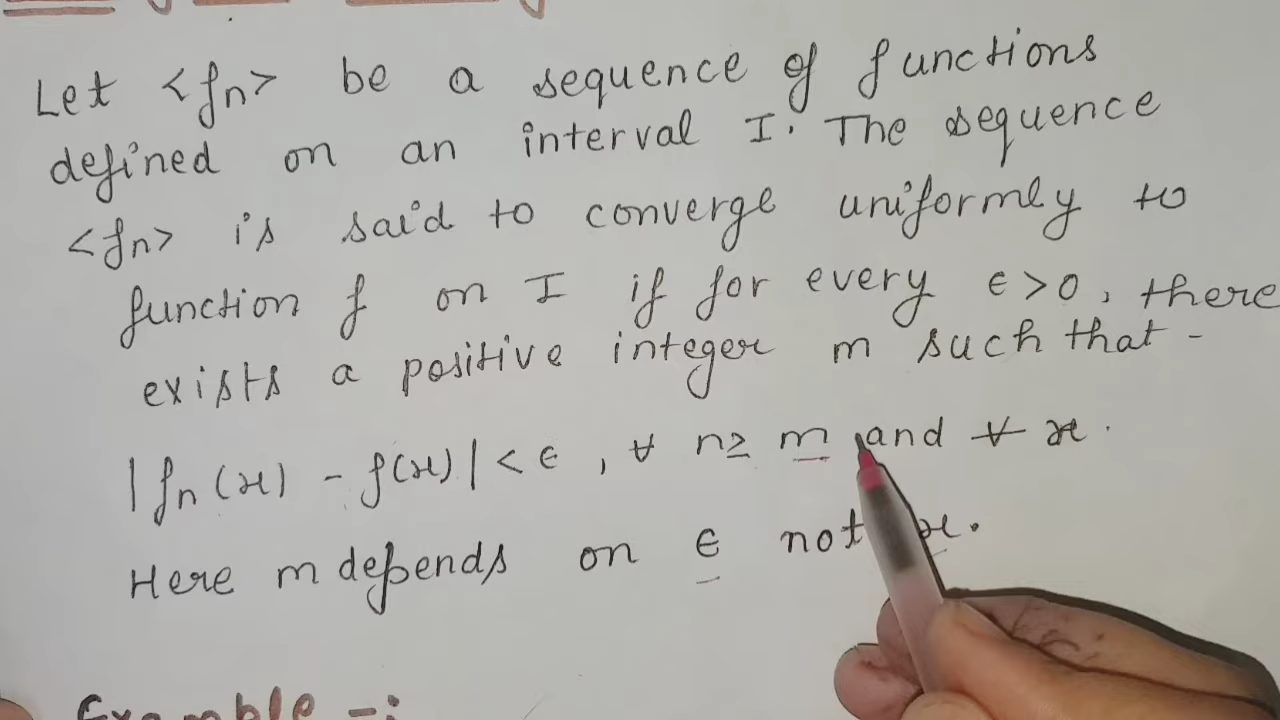 Let <fn> be a sequence of functions
defined on an interval I. The sequence
<fn> is said to converge uniformly to
function f on I if for every ϵ>0, there
exists a positive integer m such that -
|fn(x) - f(x)|<ϵ, ∀ n≥ m and ∀ x.
Here m depends on ϵ not x.
Example -: